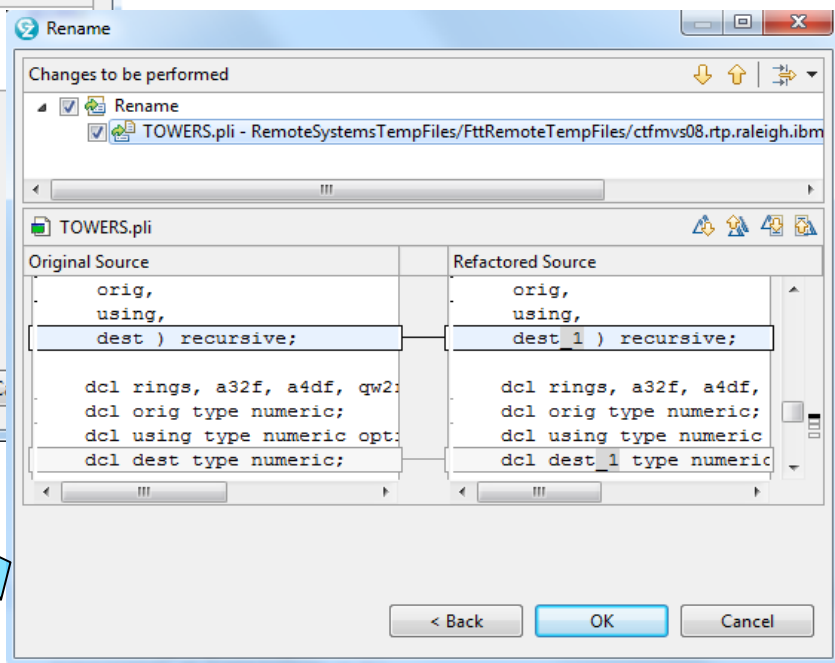 Rename
Changes to be performed
Rename
TOWERS.pli - RemoteSystemsTempFiles/FttRemoteTempFiles/ctfmvs08.rtp.raleigh.ibm
TOWERS.pli
Original Source
Refactored Source
orig,
using,
dest ) recursive;
dcl rings, a32f, a4df,
dcl orig type numeric;
dcl using type numeric
dcl dest type numeric;
orig,
using,
dest_1 ) recursive;
dcl rings, a32f, a4df,
dcl orig type numeric;
dcl using type numeric
dcl dest_1 type numeric
< Back
OK
Cancel